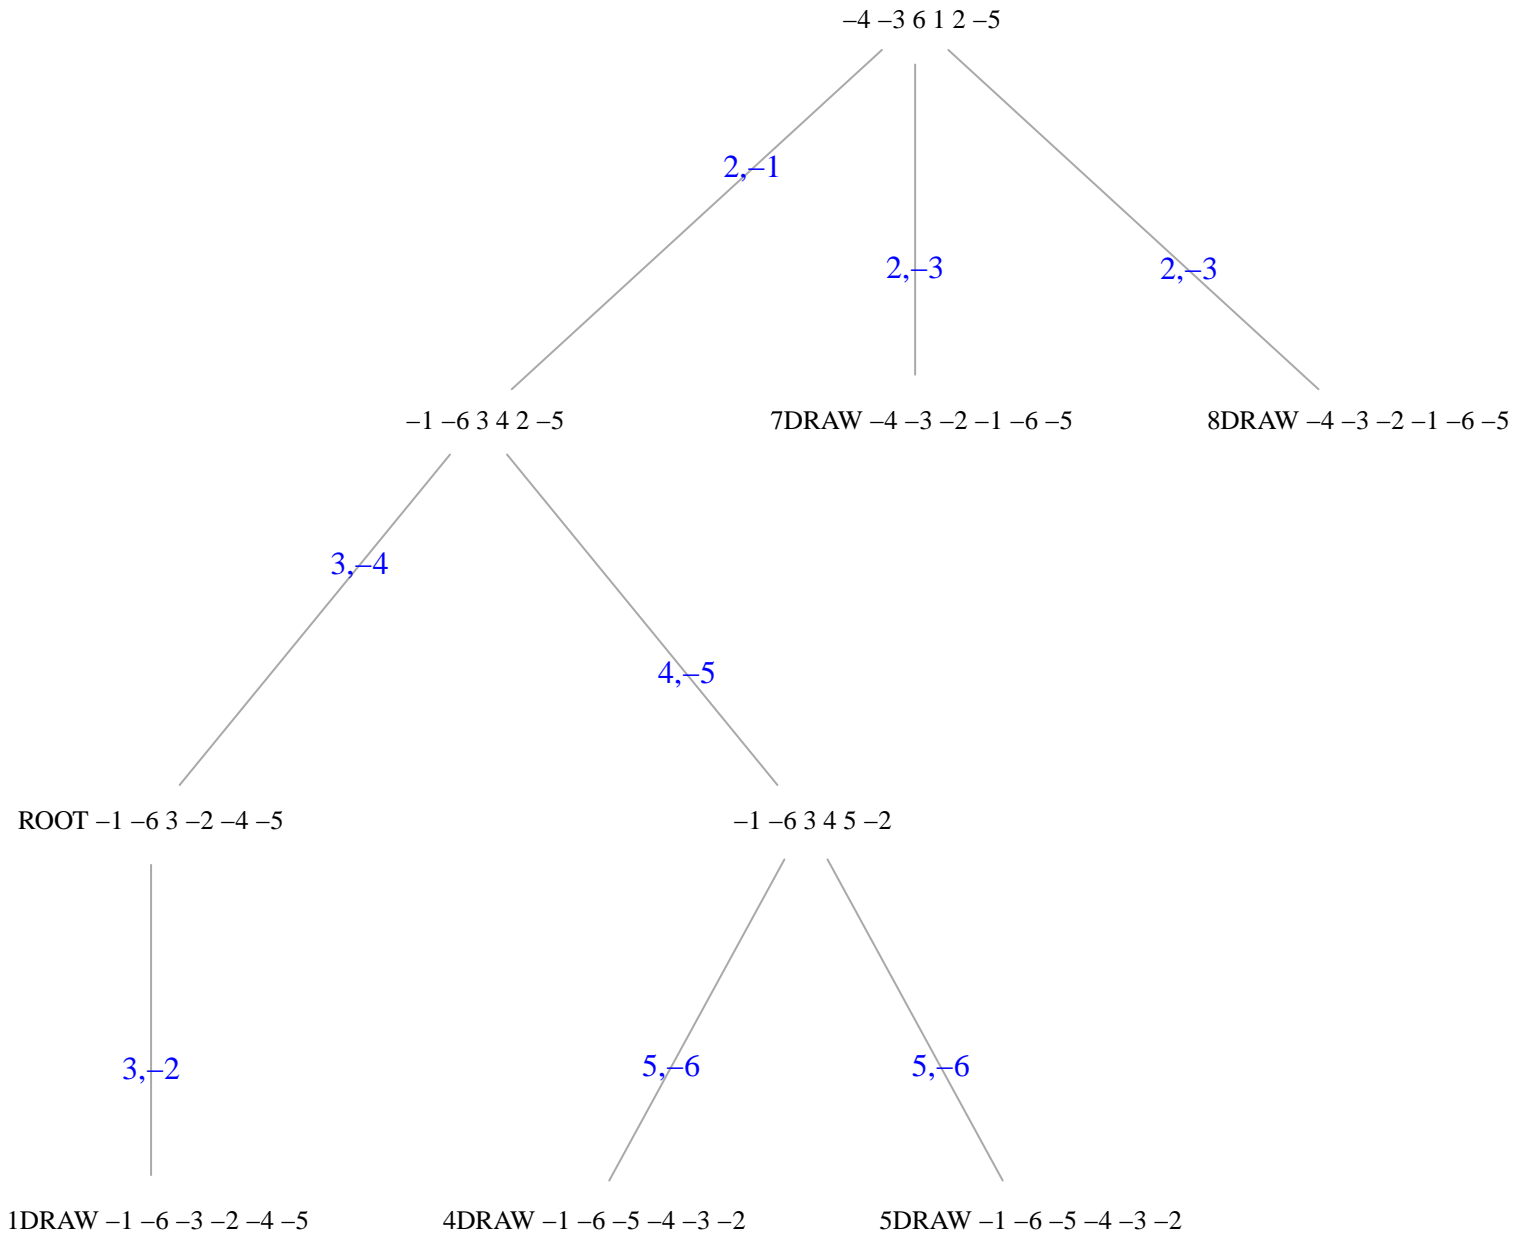 –4 –3 6 1 2 –5
2,–1
2,–3
2,–3
–1 –6 3 4 2 –5
7DRAW –4 –3 –2 –1 –6 –5
8DRAW –4 –3 –2 –1 –6 –5
3,–4
4,–5
ROOT –1 –6 3 –2 –4 –5
–1 –6 3 4 5 –2
3,–2
5,–6
5,–6
1DRAW –1 –6 –3 –2 –4 –5
4DRAW –1 –6 –5 –4 –3 –2
5DRAW –1 –6 –5 –4 –3 –2